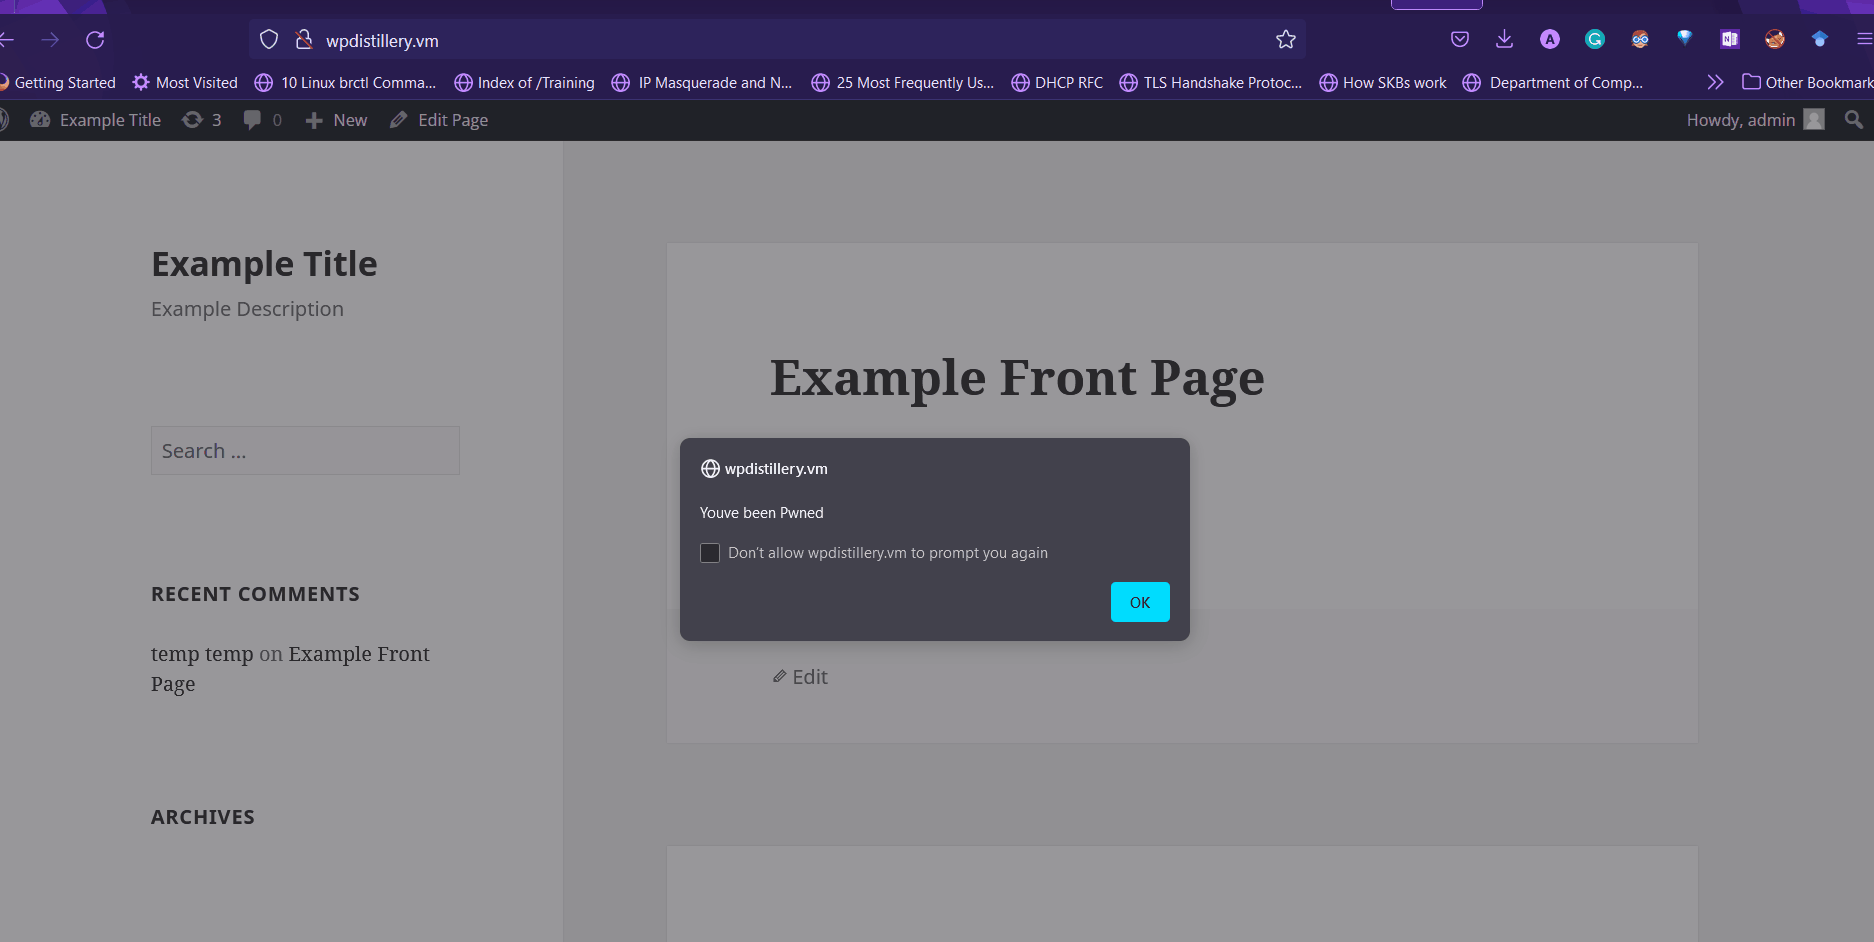 wpdistillery.vm
Getting Started Most Visited 10 Linux brctl Comma... Index of /Training IP Masquerade and N... 25 Most Frequently Us... DHCP RFC TLS Handshake Protoc... How SKBs work Department of Comp... Other Bookmark
Example Title 3 0 New Edit Page Howdy, admin
Example Title
Example Description
Example Front Page
Search ...
wpdistillery.vm
Youve been Pwned
Don't allow wpdistillery.vm to prompt you again
OK
RECENT COMMENTS
temp temp on Example Front
Page
Edit
ARCHIVES